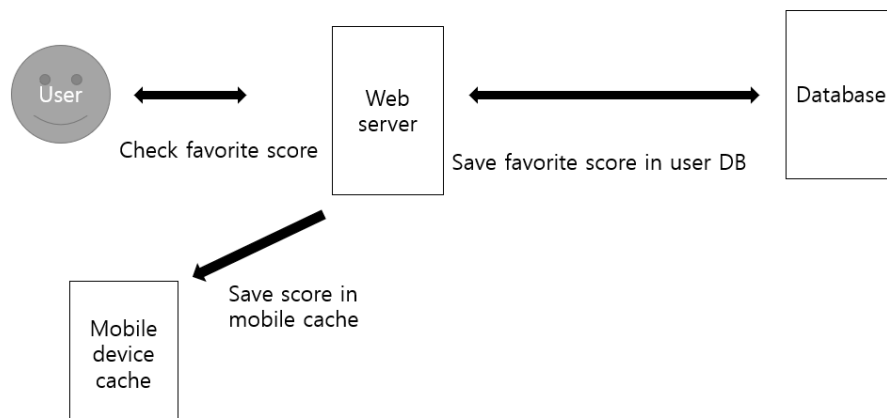 User
Web
server
Database
Check favorite score
Save favorite score in user DB
Save score in
mobile cache
Mobile
device
cache